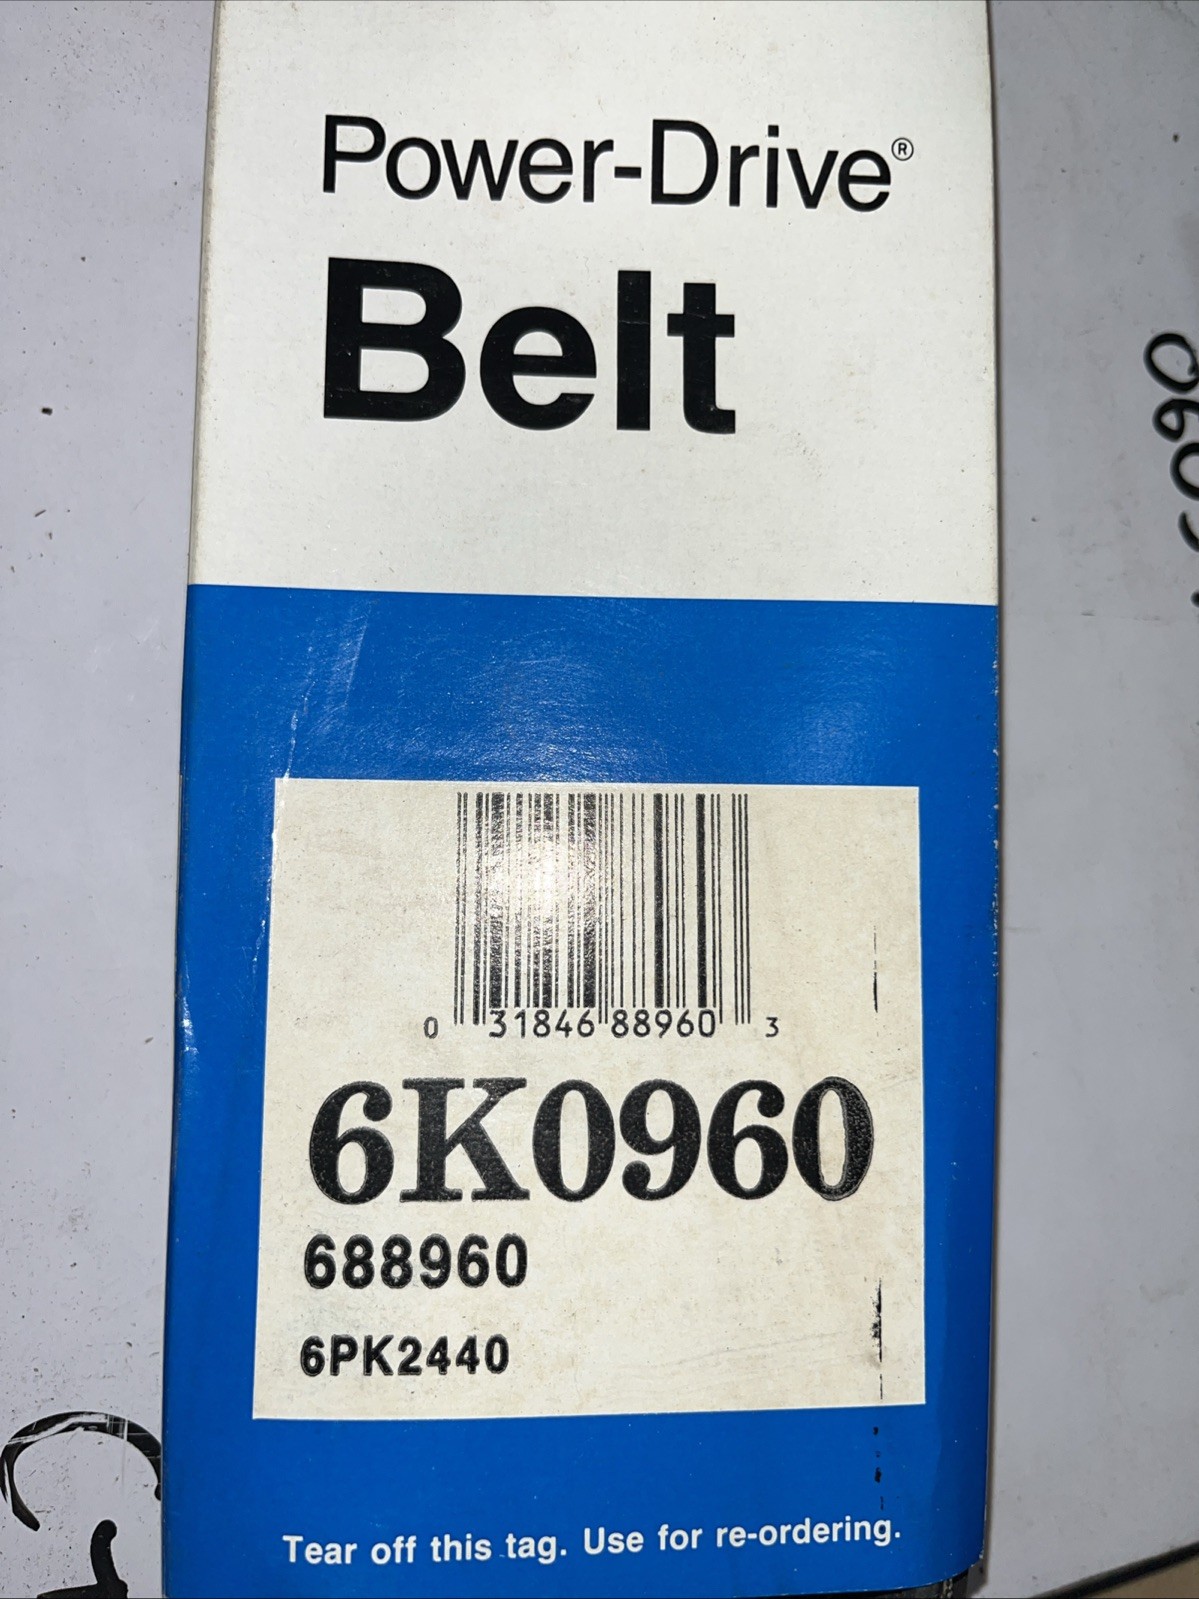 Power-Drive®
Belt
0 31846 88960 3
6K0960
688960
6PK2440
Tear off this tag. Use for re-ordering.